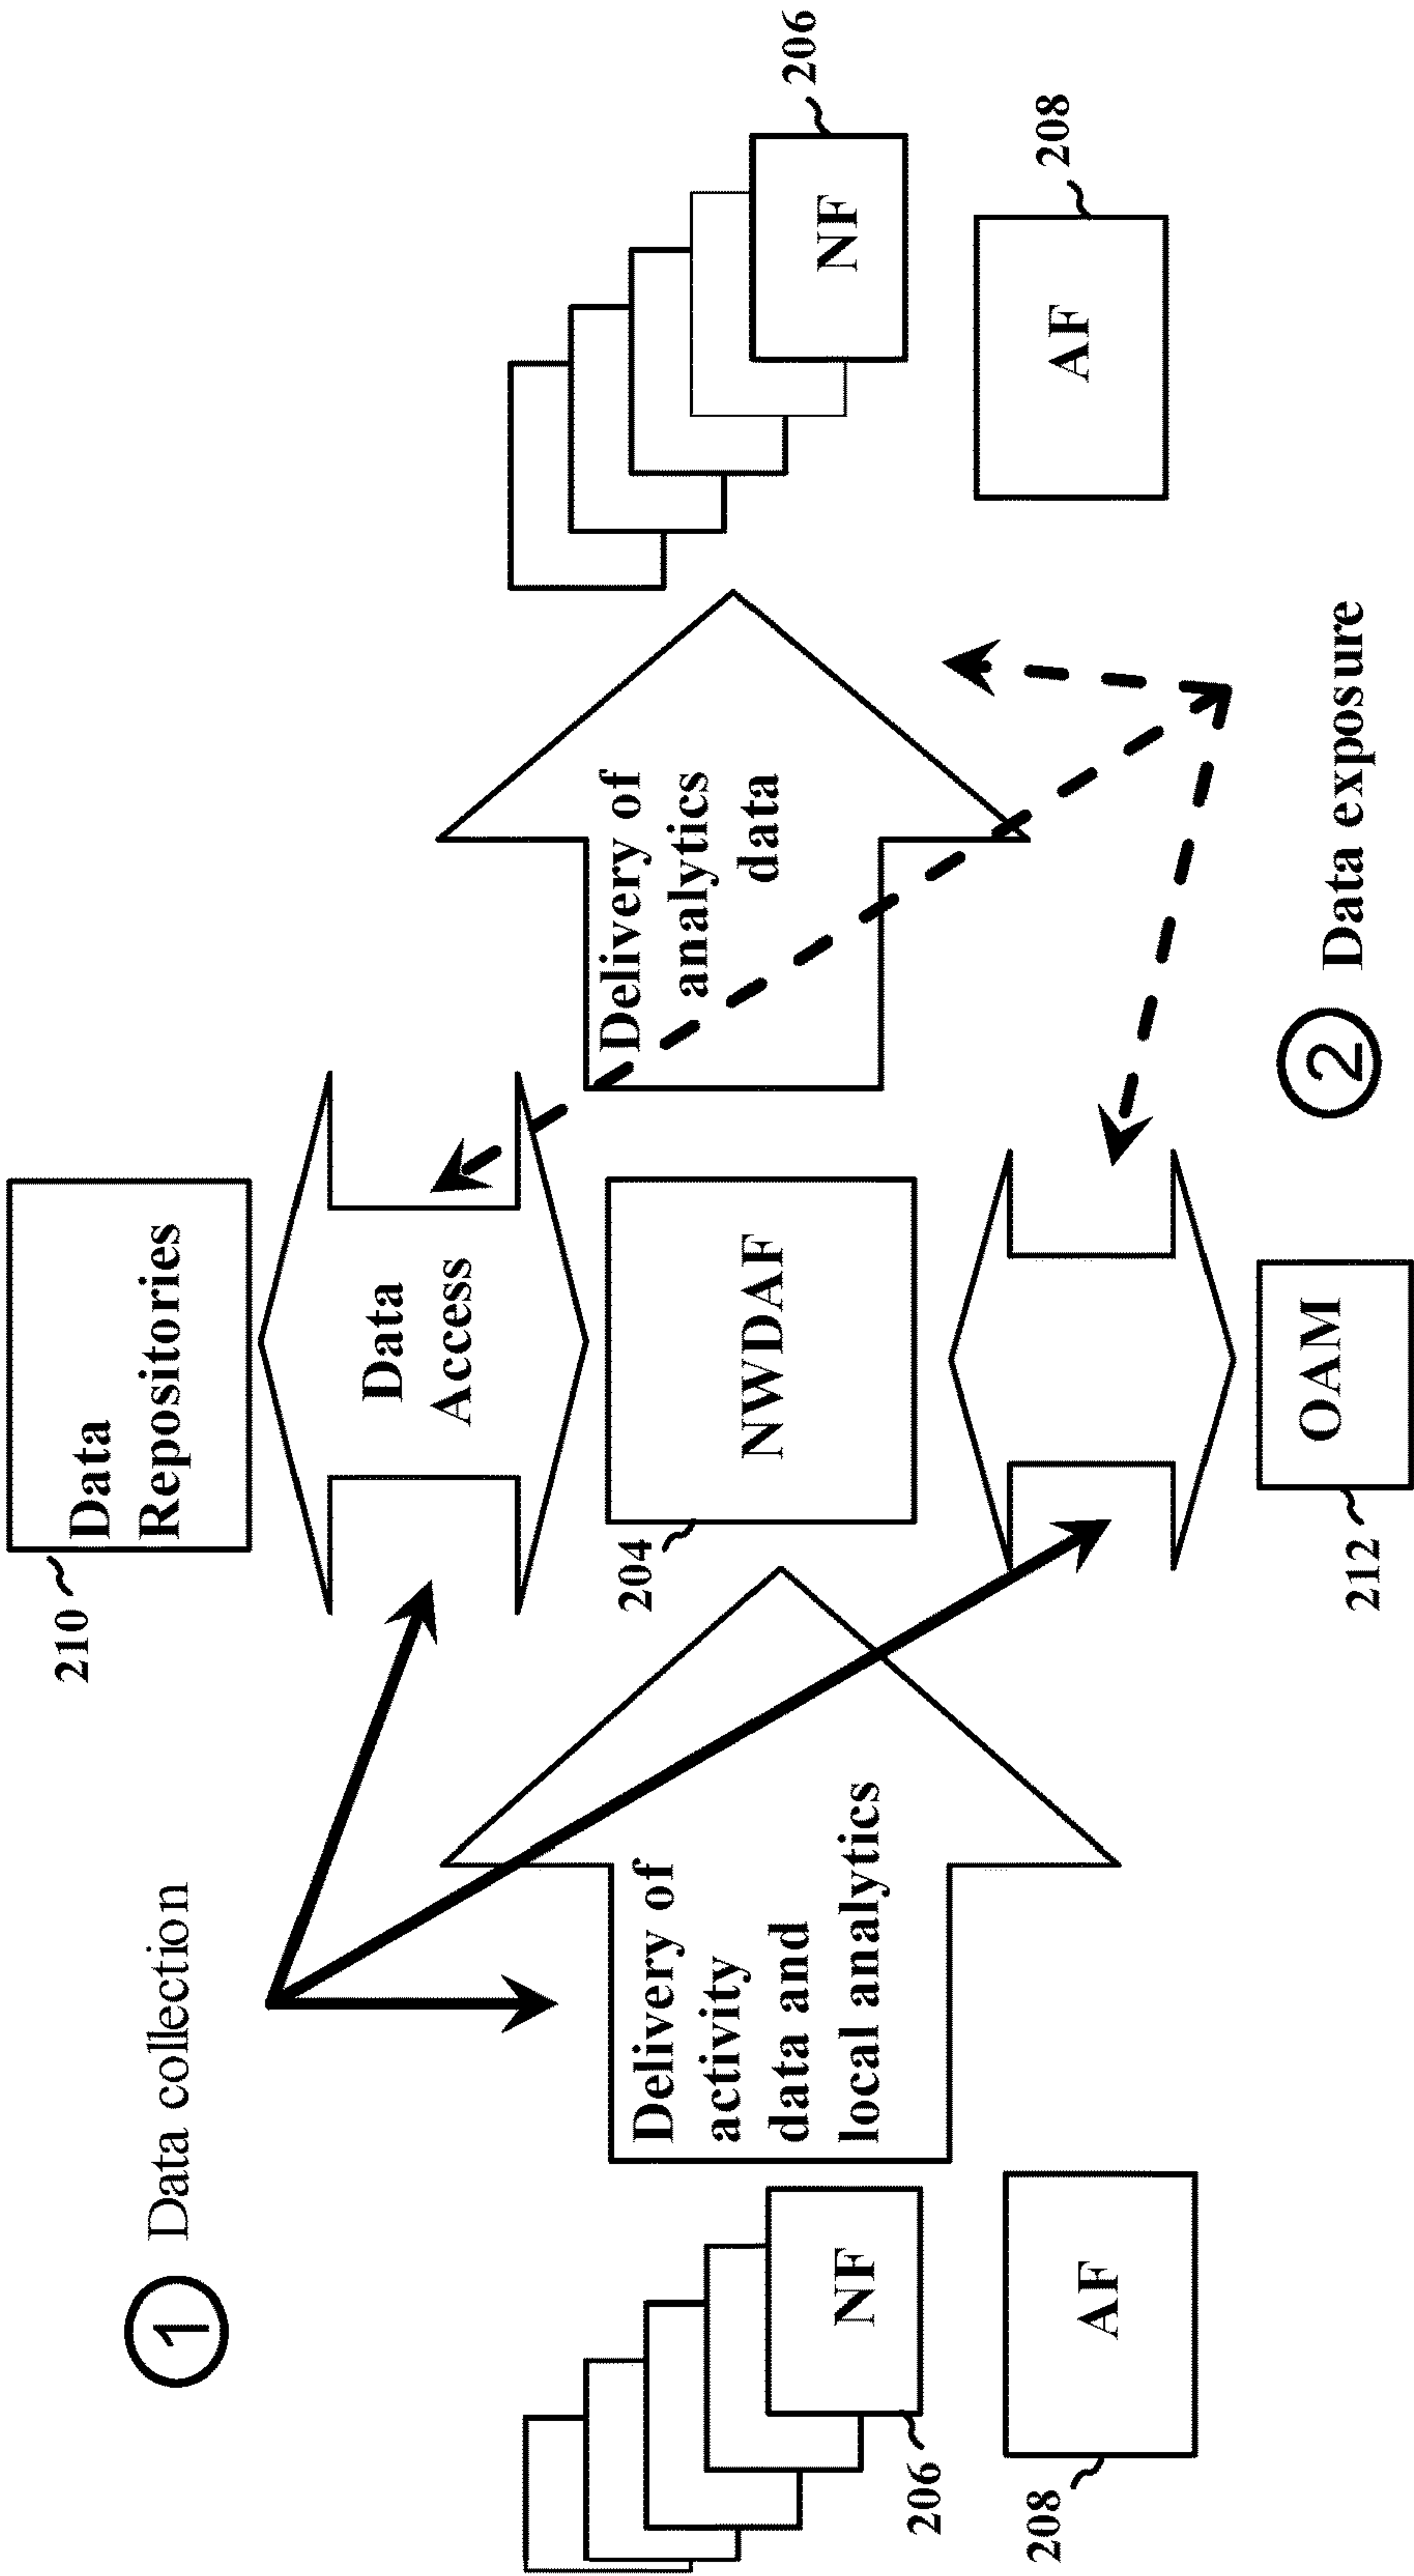 1 Data collection
210
Data
Repositories
Data
Access
206
NF
208
AF
Delivery of
activity
data and
local analytics
204
NWDAF
Delivery of
analytics
data
206
NF
208
AF
212
OAM
2 Data exposure